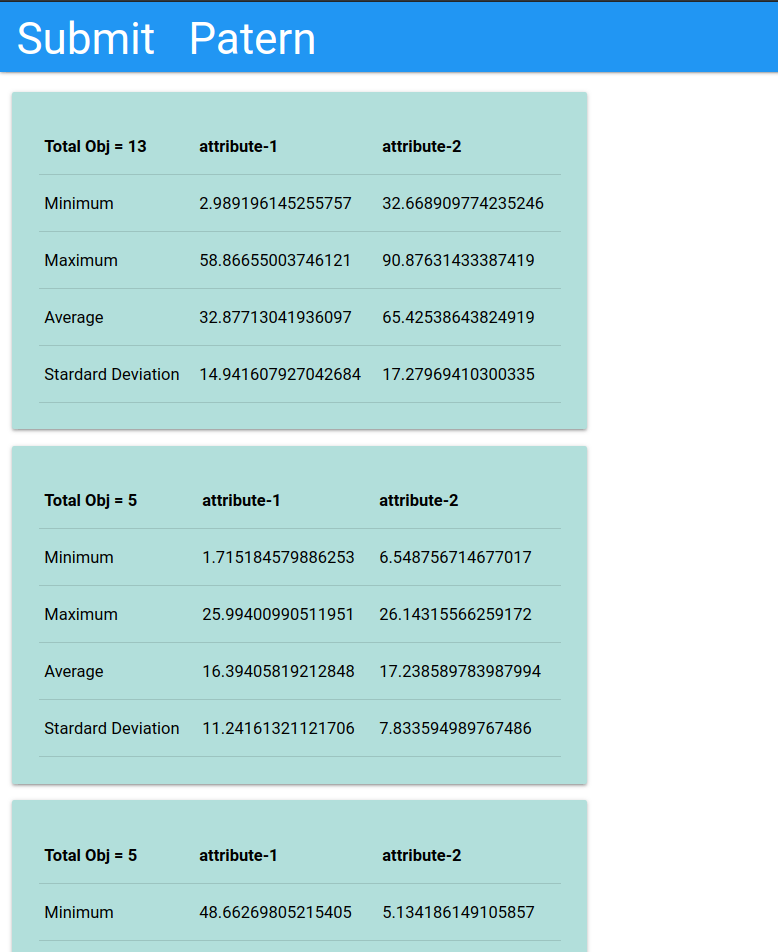 Submit Patern
Total Obj = 13 attribute-1 attribute-2
Minimum 2.989196145255757 32.668909774235246
Maximum 58.86655003746121 90.87631433387419
Average 32.87713041936097 65.42538643824919
Stardard Deviation 14.941607927042684 17.27969410300335
Total Obj = 5 attribute-1 attribute-2
Minimum 1.715184579886253 6.548756714677017
Maximum 25.99400990511951 26.14315566259172
Average 16.39405819212848 17.238589783987994
Stardard Deviation 11.24161321121706 7.833594989767486
Total Obj = 5 attribute-1 attribute-2
Minimum 48.66269805215405 5.134186149105857